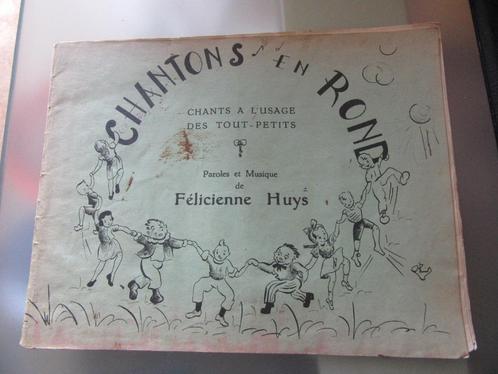 CHANTONS EN ROND
CHANTS A L'USAGE
DES TOUT-PETITS
Paroles et Musique
de
Félicienne Huys